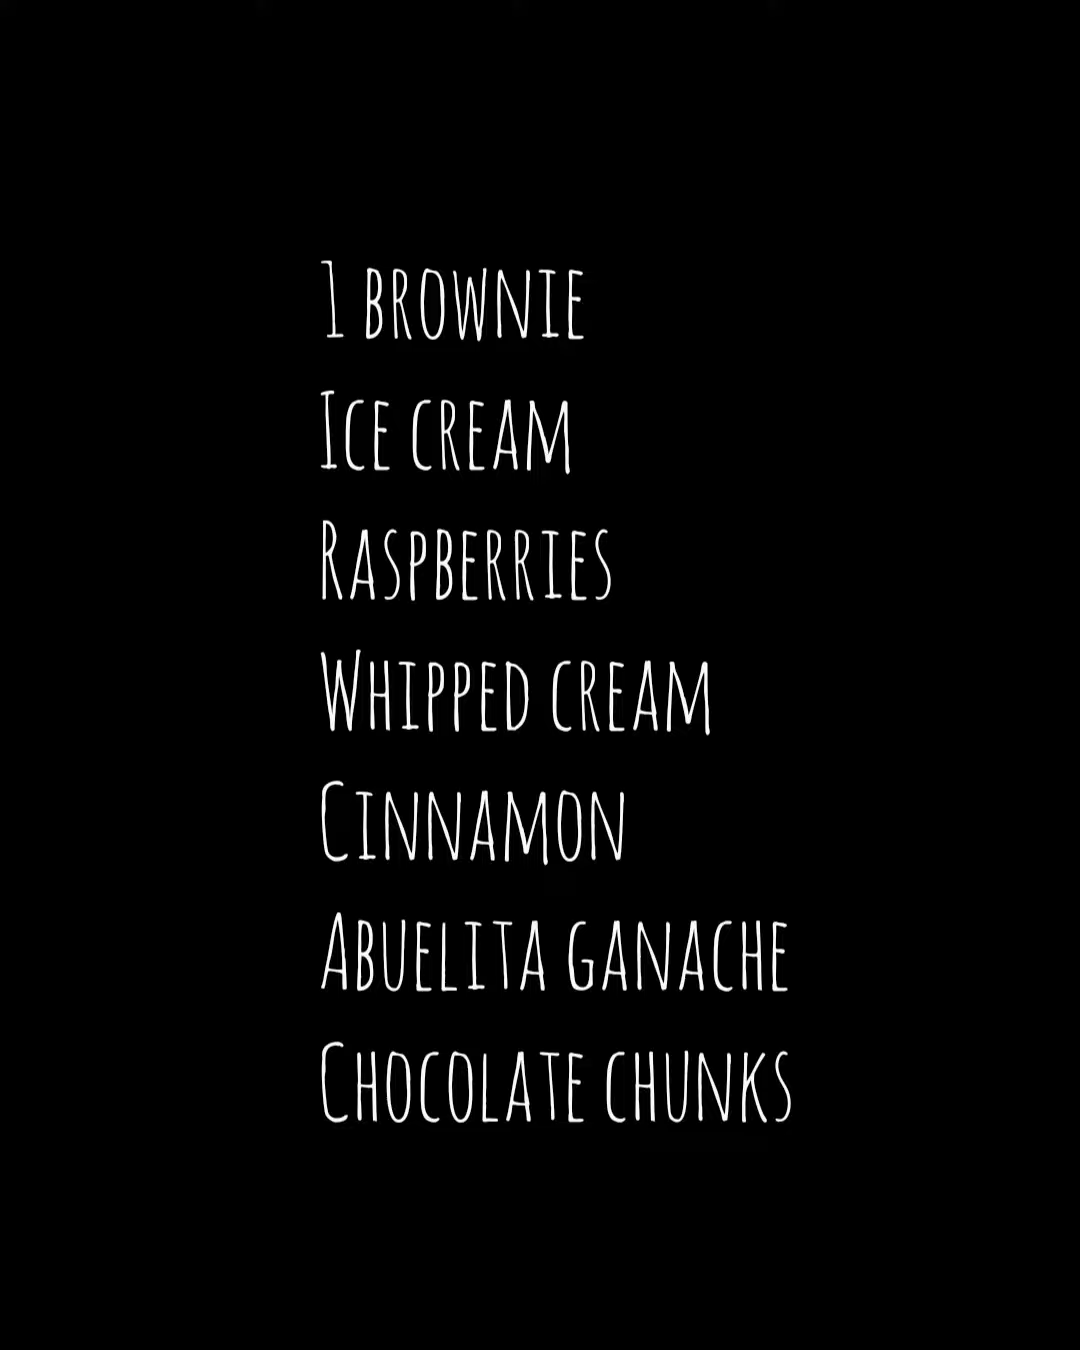 1 brownie
Ice cream
Raspberries
Whipped cream
Cinnamon
Abuelita ganache
Chocolate chunks